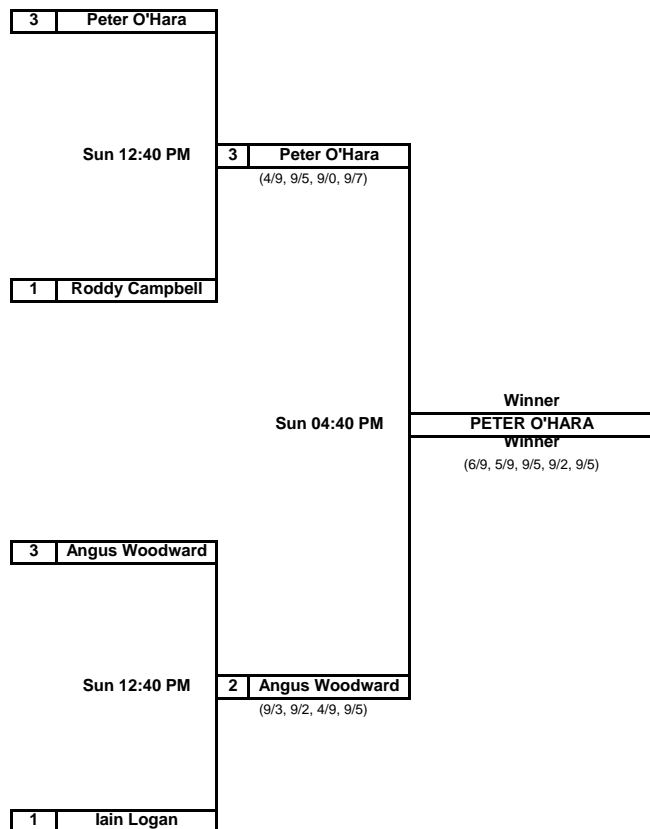 3 Peter O'Hara
Sun 12:40 PM
3 Peter O'Hara
(4/9, 9/5, 9/0, 9/7)
1 Roddy Campbell
Sun 04:40 PM
Winner
PETER O'HARA
Winner
(6/9, 5/9, 9/5, 9/2, 9/5)
3 Angus Woodward
Sun 12:40 PM
2 Angus Woodward
(9/3, 9/2, 4/9, 9/5)
1 Iain Logan